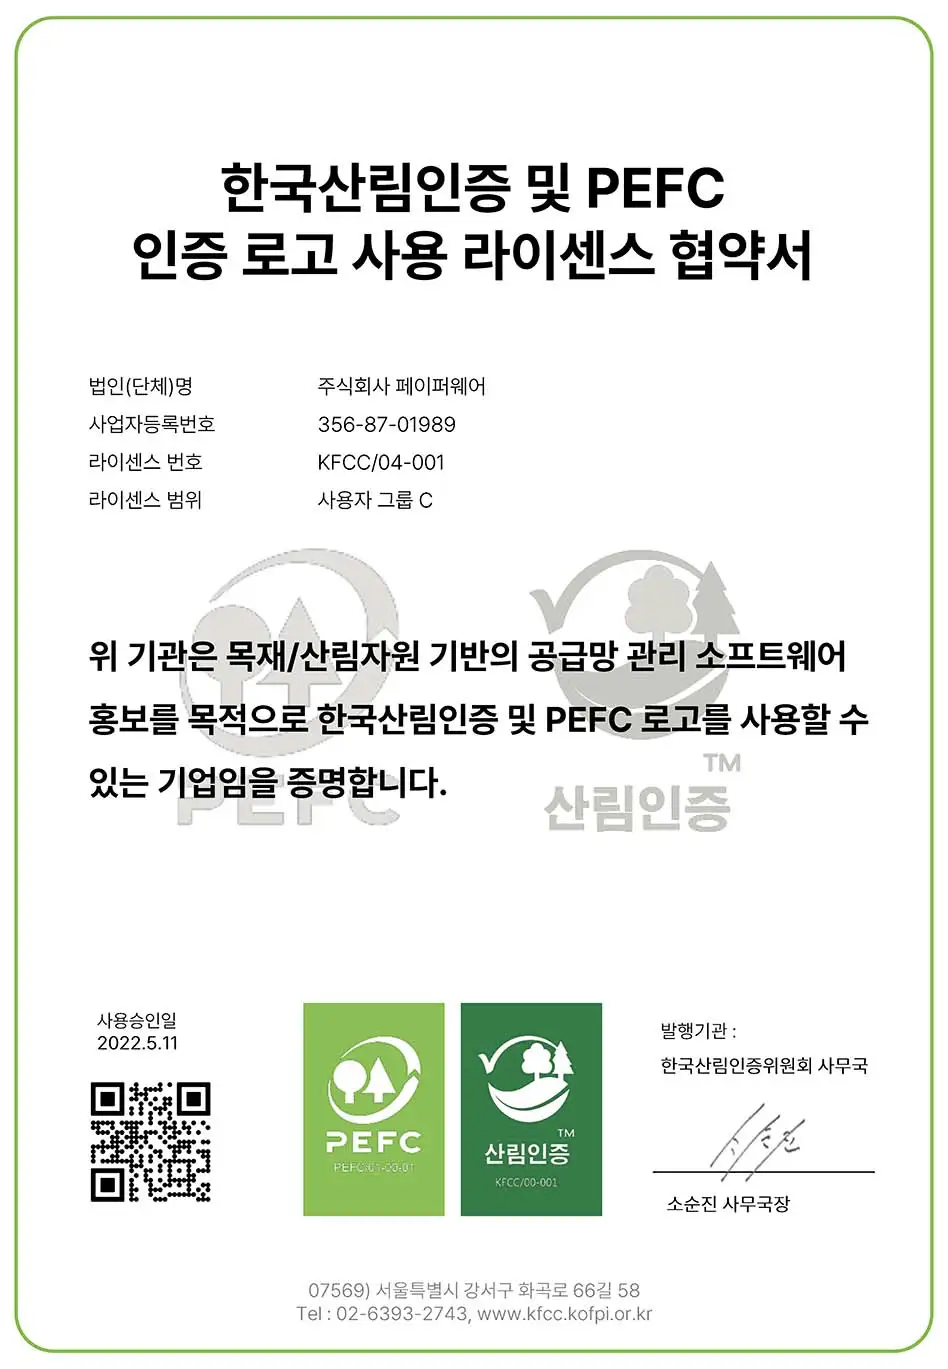 한국산림인증 및 PEFC
인증 로고 사용 라이센스 협약서
법인(단체)명 주식회사 페이퍼웨어
사업자등록번호 356-87-01989
라이센스 번호 KFCC/04-001
라이센스 범위 사용자 그룹 C
위 기관은 목재/산림자원 기반의 공급망 관리 소프트웨어
홍보를 목적으로 한국산림인증 및 PEFC 로고를 사용할 수
있는 기업임을 증명합니다.
PEFC
TM
산림인증
사용승인일
2022.5.11
PEFC
PEFC/01-00-01
TM
산림인증
KFCC/00-001
발행기관 :
한국산림인증위원회 사무국
소순진
소순진 사무국장
07569) 서울특별시 강서구 화곡로 66길 58
Tel : 02-6393-2743, www.kfcc.kofpi.or.kr